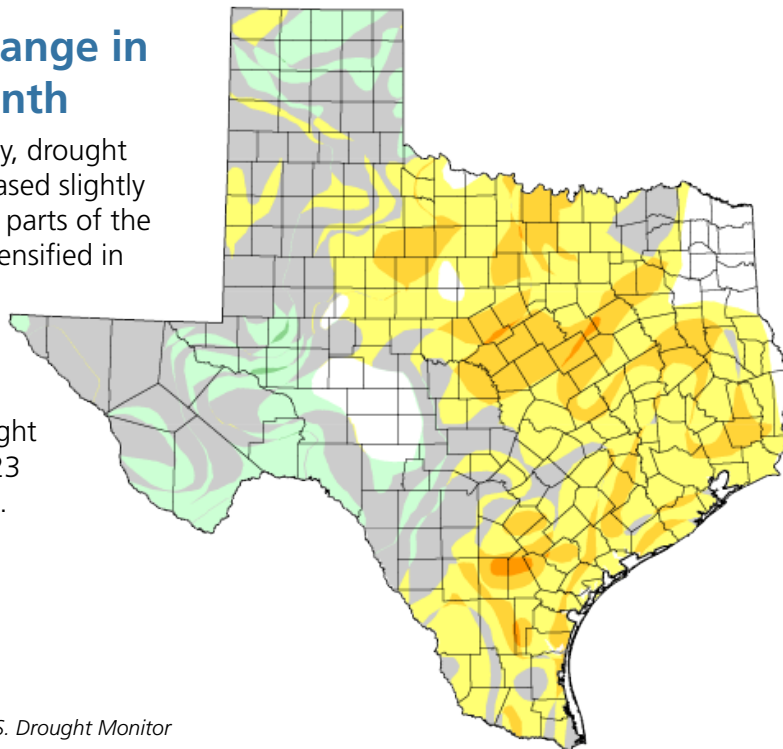 ange in
nth
y, drought
ased slightly
parts of the
ensified in
ght
23
.
S. Drought Monitor